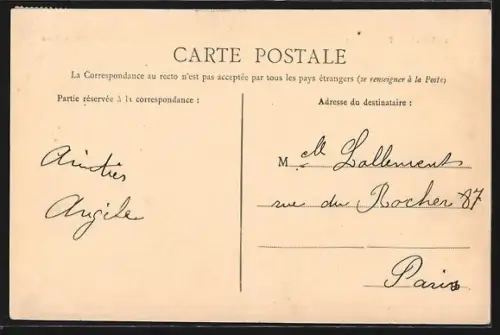 CARTE POSTALE
La Correspondance au recto n'est pas acceptée par tous les pays étrangers (se renseigner à la Poste)
Partie réservée à la correspondance :
Amitiés
Angèle
Adresse du destinataire :
Melle Lallement
rue du Rocher 87
Paris